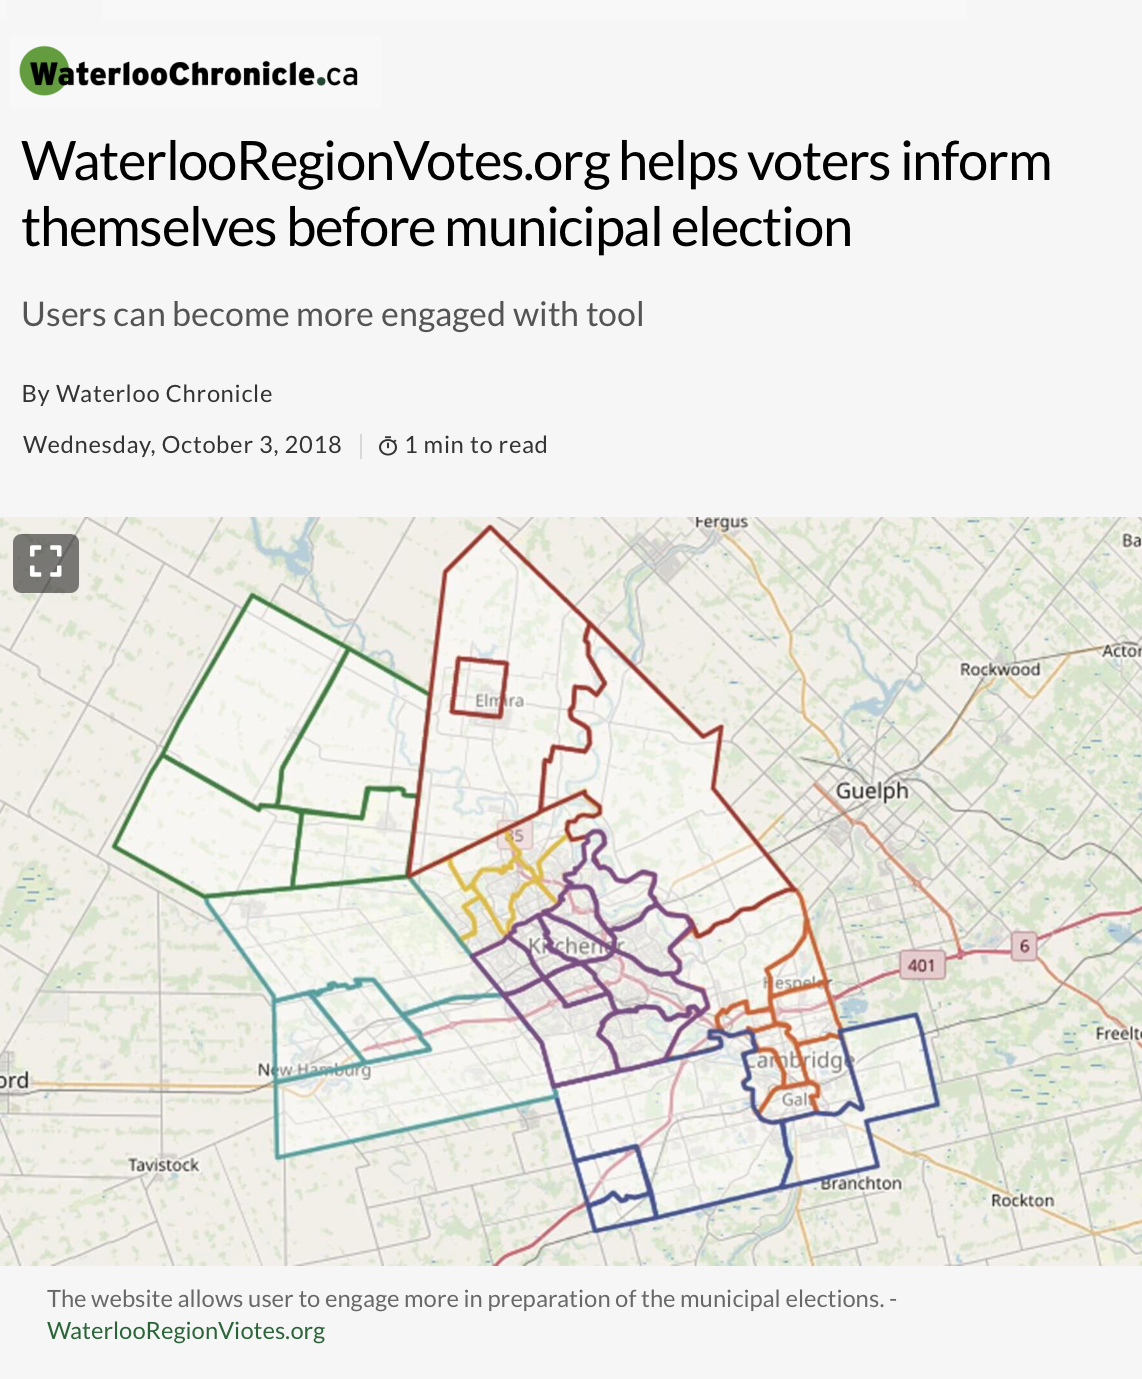 WaterlooChronicle.ca
WaterlooRegionVotes.org helps voters inform
themselves before municipal election
Users can become more engaged with tool
By Waterloo Chronicle
Wednesday, October 3, 2018 | 1 min to read
Fergus
Ba
Acton
Rockwood
Elmira
Guelph
85
Kitchener
6
401
Hespeler
Freelt
Cambridge
New Hamburg
ord
Galt
Tavistock
Branchton
Rockton
The website allows user to engage more in preparation of the municipal elections. -
WaterlooRegionViotes.org